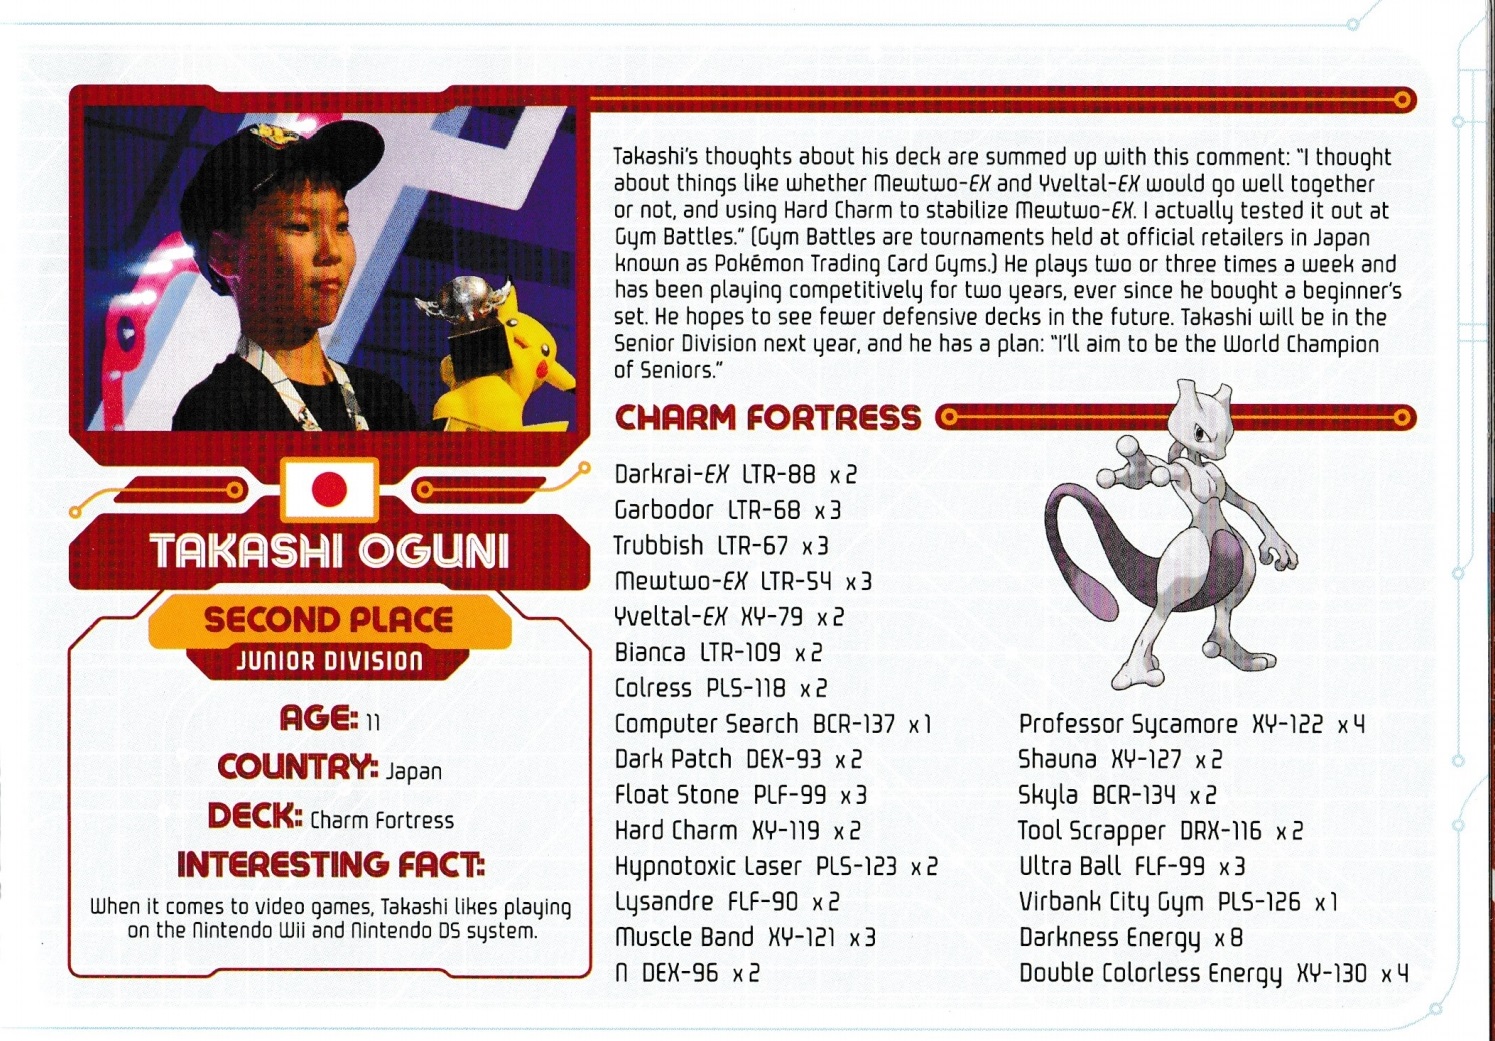 Takashi's thoughts about his deck are summed up with this comment: "I thought
about things like whether Mewtwo-EX and Yveltal-EX would go well together
or not, and using Hard Charm to stabilize Mewtwo-EX. I actually tested it out at
Gym Battles." (Gym Battles are tournaments held at official retailers in Japan
known as Pokémon Trading Card Gyms.) He plays two or three times a week and
has been playing competitively for two years, ever since he bought a beginner's
set. He hopes to see fewer defensive decks in the future. Takashi will be in the
Senior Division next year, and he has a plan: "I'll aim to be the World Champion
of Seniors."
TAKASHI OGUNI
SECOND PLACE
JUNIOR DIVISION
AGE: 11
COUNTRY: Japan
DECK: Charm Fortress
INTERESTING FACT:
When it comes to video games, Takashi likes playing
on the Nintendo Wii and Nintendo DS system.
CHARM FORTRESS
Darkrai-EX LTR-88 x2
Garbodor LTR-68 x3
Trubbish LTR-67 x3
Mewtwo-EX LTR-54 x3
Yveltal-EX XY-79 x2
Bianca LTR-109 x2
Colress PLS-118 x2
Computer Search BCR-137 x1
Dark Patch DEX-93 x2
Float Stone PLF-99 x3
Hard Charm XY-119 x2
Hypnotoxic Laser PLS-123 x2
Lysandre FLF-90 x2
Muscle Band XY-121 x3
N DEX-96 x2
Professor Sycamore XY-122 x4
Shauna XY-127 x2
Skyla BCR-134 x2
Tool Scrapper DRX-116 x2
Ultra Ball FLF-99 x3
Virbank City Gym PLS-126 x1
Darkness Energy x8
Double Colorless Energy XY-130 x4